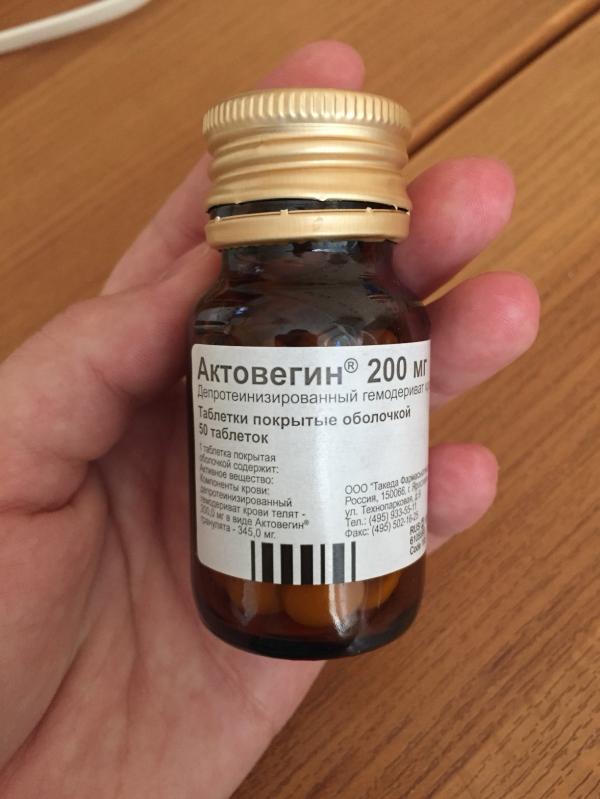 Актовегин® 200 мг
Депротеинизированный гемодериват
Таблетки покрытые оболочкой
50 таблеток
1 таблетка покрытая
оболочкой содержит:
Активное вещество:
Компоненты крови:
депротеинизированный
гемодериват крови телят -
200,0 мг в виде Актовегин®
гранулята - 345,0 мг.
ООО "Такеда
Россия, 150066, г.
ул. Технопарковая,
Тел.: (495) 933-55-11
Факс: (495) 502-16-25
RUS
Code